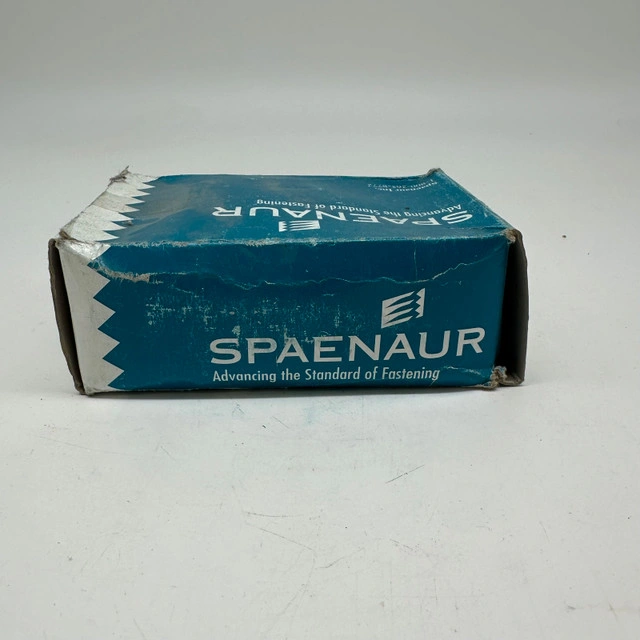 SPAENAUR
Advancing the Standard of Fastening
SPAENAUR
Advancing the Standard of Fastening